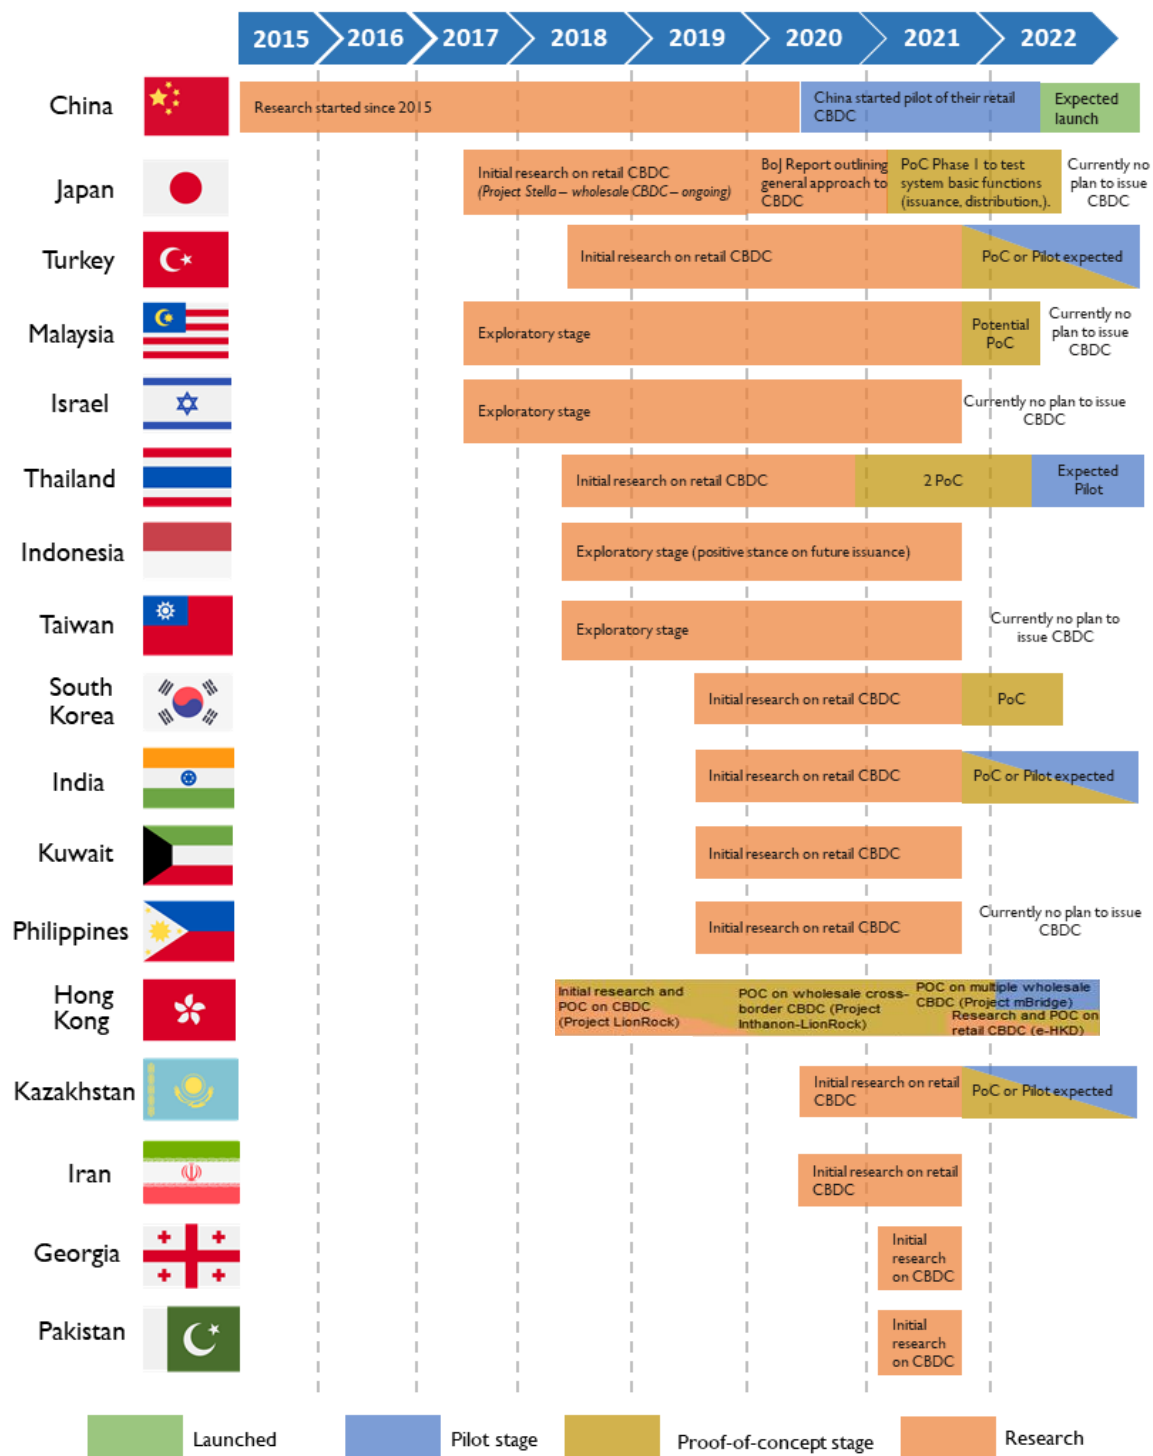 2015 2016 2017 2018 2019 2020 2021 2022
China
Research started since 2015
China started pilot of their retail
CBDC
Expected
launch
Japan
Initial research on retail CBDC
(Project Stella – wholesale CBDC – ongoing)
BoJ Report outlining
general approach to
CBDC
PoC Phase 1 to test
system basic functions
(issuance, distribution,).
Currently no
plan to issue
CBDC
Turkey
Initial research on retail CBDC
PoC or Pilot expected
Malaysia
Exploratory stage
Potential
PoC
Currently no
plan to issue
CBDC
Israel
Exploratory stage
Currently no plan to issue
CBDC
Thailand
Initial research on retail CBDC
2 PoC
Expected
Pilot
Indonesia
Exploratory stage (positive stance on future issuance)
Taiwan
Exploratory stage
Currently no plan to
issue CBDC
South
Korea
Initial research on retail CBDC
PoC
India
Initial research on retail CBDC
PoC or Pilot expected
Kuwait
Initial research on retail CBDC
Philippines
Initial research on retail CBDC
Currently no plan to issue
CBDC
Hong
Kong
Initial research and
POC on CBDC
(Project LionRock)
POC on wholesale cross-
border CBDC (Project
Inthanon-LionRock)
POC on multiple wholesale
CBDC (Project mBridge)
Research and POC on
retail CBDC (e-HKD)
Kazakhstan
Initial research on retail
CBDC
PoC or Pilot expected
Iran
Initial research on retail
CBDC
Georgia
Initial
research
on CBDC
Pakistan
Initial
research
on CBDC
Launched
Pilot stage
Proof-of-concept stage
Research